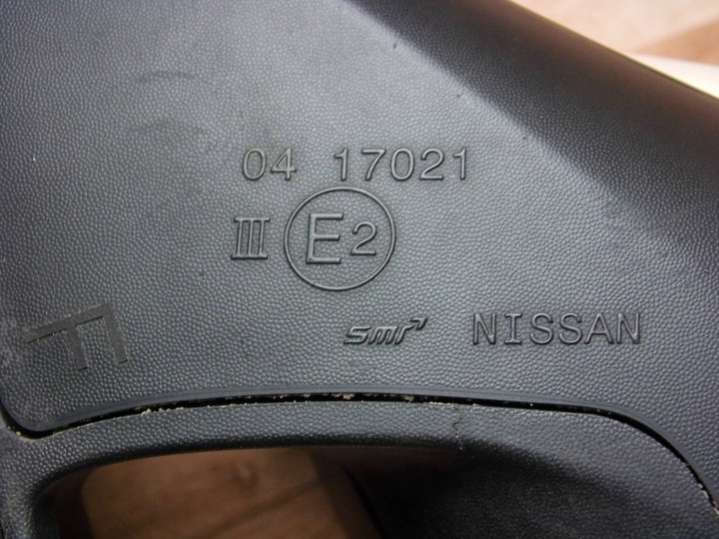 04 17021
III E2
smr NISSAN
F